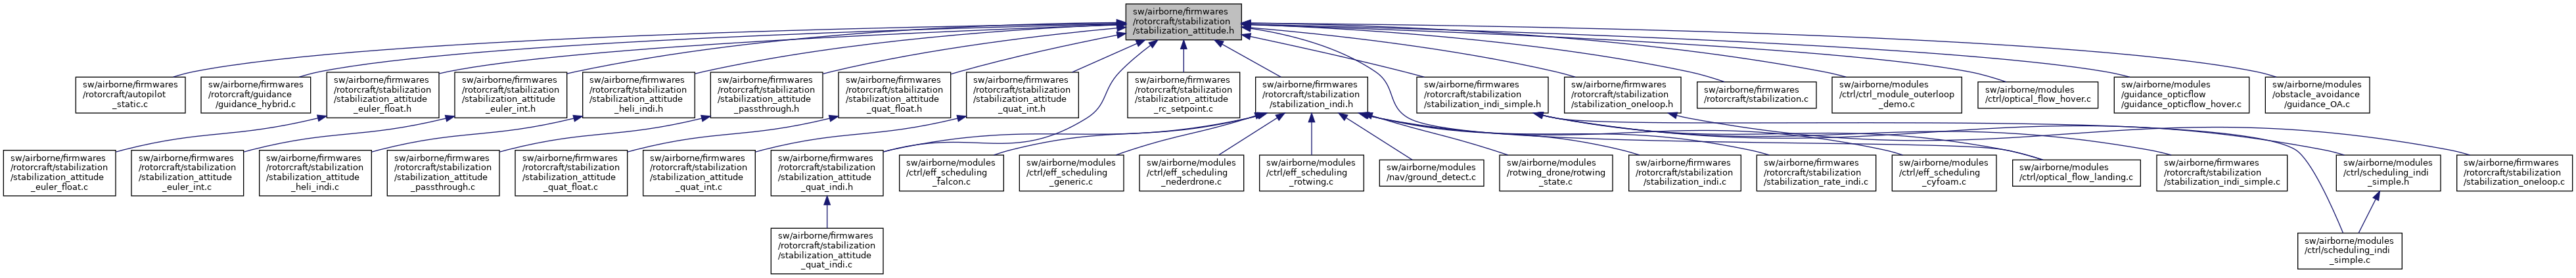 sw/airborne/firmwares
/rotorcraft/stabilization
/stabilization_attitude.h
sw/airborne/firmwares
/rotorcraft/autopilot
_static.c
sw/airborne/firmwares
/rotorcraft/guidance
/guidance_hybrid.c
sw/airborne/firmwares
/rotorcraft/stabilization
/stabilization_attitude
_euler_float.h
sw/airborne/firmwares
/rotorcraft/stabilization
/stabilization_attitude
_euler_int.h
sw/airborne/firmwares
/rotorcraft/stabilization
/stabilization_attitude
_heli_indi.h
sw/airborne/firmwares
/rotorcraft/stabilization
/stabilization_attitude
_passthrough.h
sw/airborne/firmwares
/rotorcraft/stabilization
/stabilization_attitude
_quat_float.h
sw/airborne/firmwares
/rotorcraft/stabilization
/stabilization_attitude
_quat_int.h
sw/airborne/firmwares
/rotorcraft/stabilization
/stabilization_attitude
_rc_setpoint.c
sw/airborne/firmwares
/rotorcraft/stabilization
/stabilization_indi.h
sw/airborne/firmwares
/rotorcraft/stabilization
/stabilization_indi_simple.h
sw/airborne/firmwares
/rotorcraft/stabilization
/stabilization_oneloop.h
sw/airborne/firmwares
/rotorcraft/stabilization.c
sw/airborne/modules
/ctrl/ctrl_module_outerloop
_demo.c
sw/airborne/modules
/ctrl/optical_flow_hover.c
sw/airborne/modules
/guidance_opticflow
/guidance_opticflow_hover.c
sw/airborne/modules
/obstacle_avoidance
/guidance_OA.c
sw/airborne/firmwares
/rotorcraft/stabilization
/stabilization_attitude
_euler_float.c
sw/airborne/firmwares
/rotorcraft/stabilization
/stabilization_attitude
_euler_int.c
sw/airborne/firmwares
/rotorcraft/stabilization
/stabilization_attitude
_heli_indi.c
sw/airborne/firmwares
/rotorcraft/stabilization
/stabilization_attitude
_passthrough.c
sw/airborne/firmwares
/rotorcraft/stabilization
/stabilization_attitude
_quat_float.c
sw/airborne/firmwares
/rotorcraft/stabilization
/stabilization_attitude
_quat_int.c
sw/airborne/firmwares
/rotorcraft/stabilization
/stabilization_attitude
_quat_indi.h
sw/airborne/modules
/ctrl/eff_scheduling
_falcon.c
sw/airborne/modules
/ctrl/eff_scheduling
_generic.c
sw/airborne/modules
/ctrl/eff_scheduling
_nederdrone.c
sw/airborne/modules
/ctrl/eff_scheduling
_rotwing.c
sw/airborne/modules
/nav/ground_detect.c
sw/airborne/modules
/rotwing_drone/rotwing
_state.c
sw/airborne/firmwares
/rotorcraft/stabilization
/stabilization_indi.c
sw/airborne/firmwares
/rotorcraft/stabilization
/stabilization_rate_indi.c
sw/airborne/modules
/ctrl/eff_scheduling
_cyfoam.c
sw/airborne/modules
/ctrl/optical_flow_landing.c
sw/airborne/firmwares
/rotorcraft/stabilization
/stabilization_indi_simple.c
sw/airborne/modules
/ctrl/scheduling_indi
_simple.h
sw/airborne/firmwares
/rotorcraft/stabilization
/stabilization_oneloop.c
sw/airborne/firmwares
/rotorcraft/stabilization
/stabilization_attitude
_quat_indi.c
sw/airborne/modules
/ctrl/scheduling_indi
_simple.c